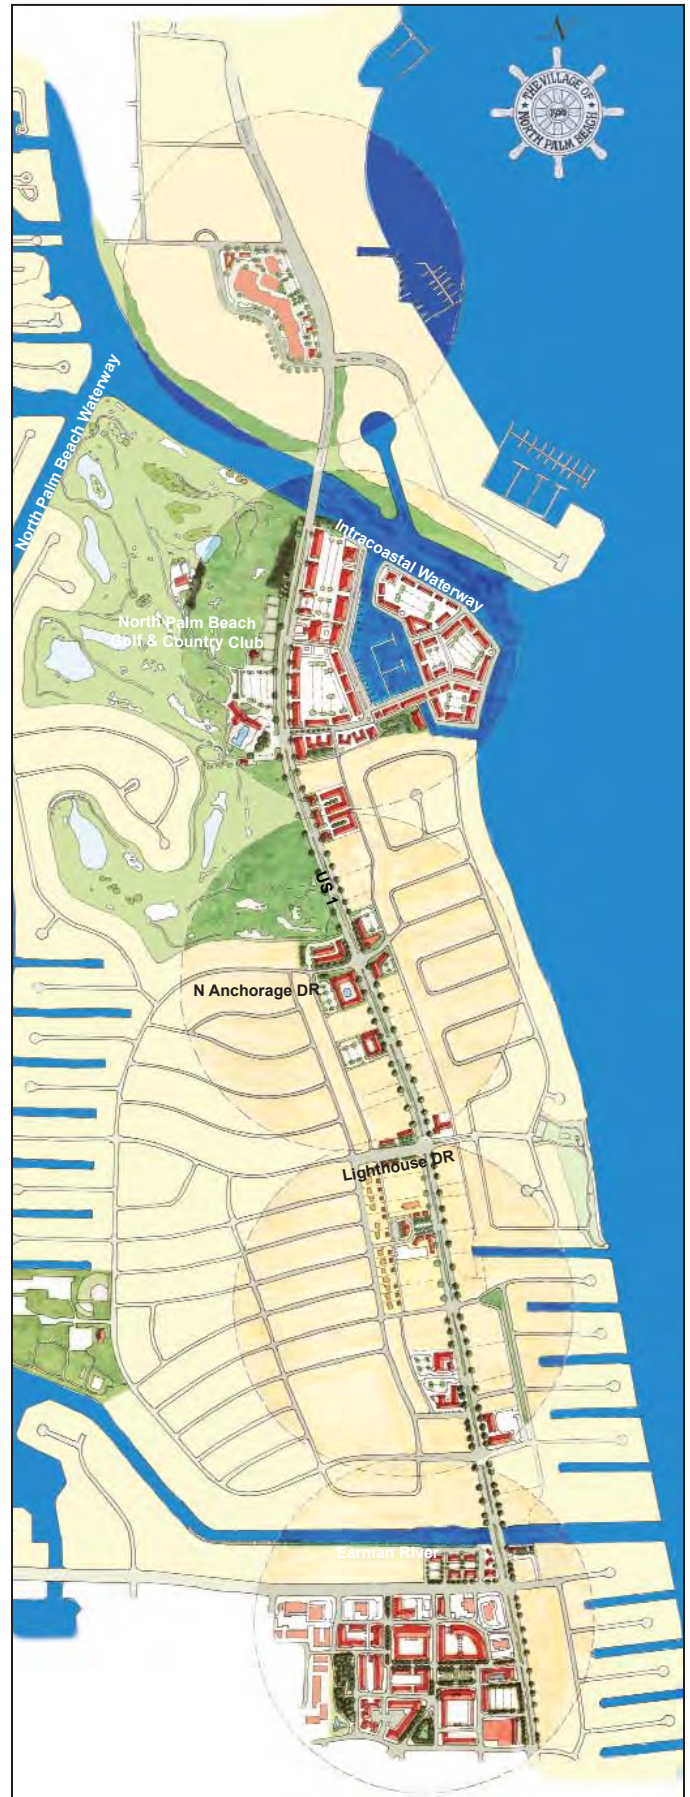 N
THE VILLAGE OF
1956
NORTH PALM BEACH
North Palm Beach Waterway
Intracoastal Waterway
North Palm Beach
Golf & Country Club
US 1
N Anchorage DR
Lighthouse DR
Earman River